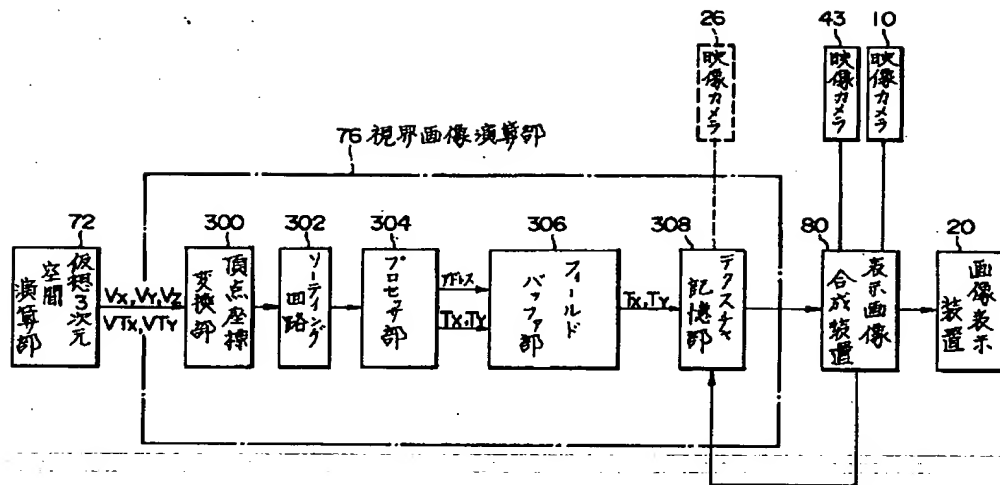 26
43
10
映像カメラ
映像カメラ
映像カメラ
76 視界画像演算部
72
300
302
304
306
308
80
20
仮想3次元
空間
演算部
VX,VY,VZ
VTX,VTY
頂点座標
変換部
ソーティング
回路
プロセッサ部
アドレス
TX,TY
フィールド
バッファ部
TX,TY
テクスチャ
記憶部
表示画像
合成装置
画像表示
装置